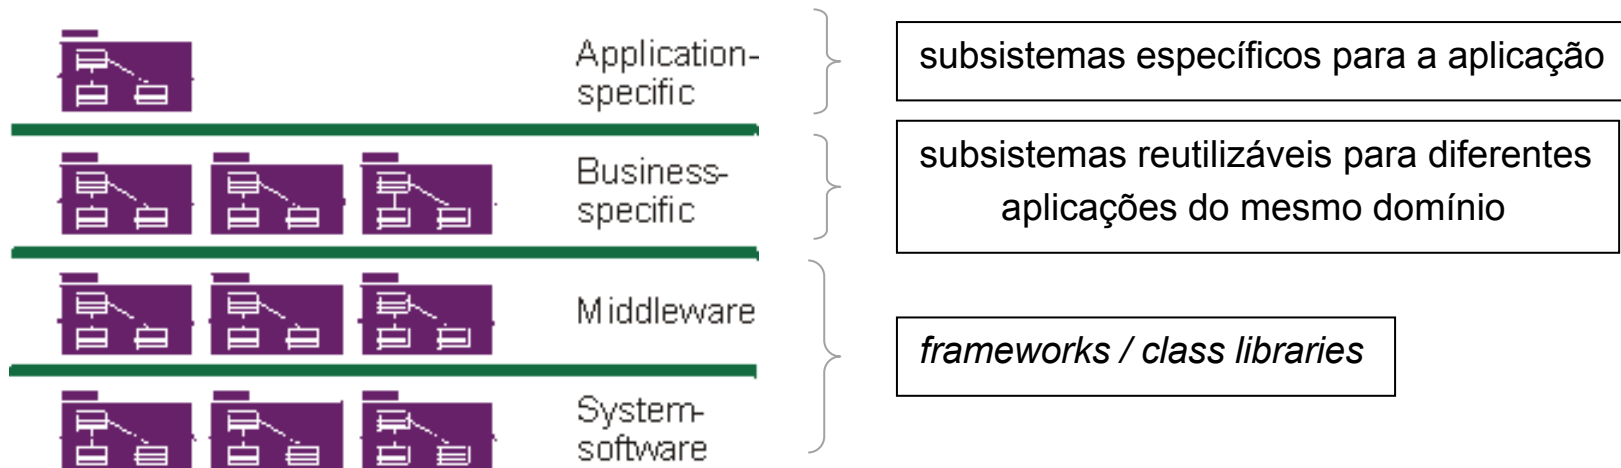 Application-
specific
subsistemas específicos para a aplicação
Business-
specific
subsistemas reutilizáveis para diferentes
aplicações do mesmo domínio
Middleware
frameworks / class libraries
System-
software